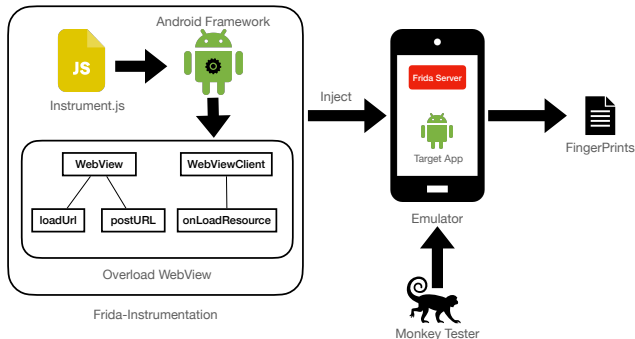 Android Framework
JS
Instrument.js
Inject
Frida Server
Target App
FingerPrints
WebView
WebViewClient
loadUrl
postURL
onLoadResource
Overload WebView
Emulator
Frida-Instrumentation
Monkey Tester